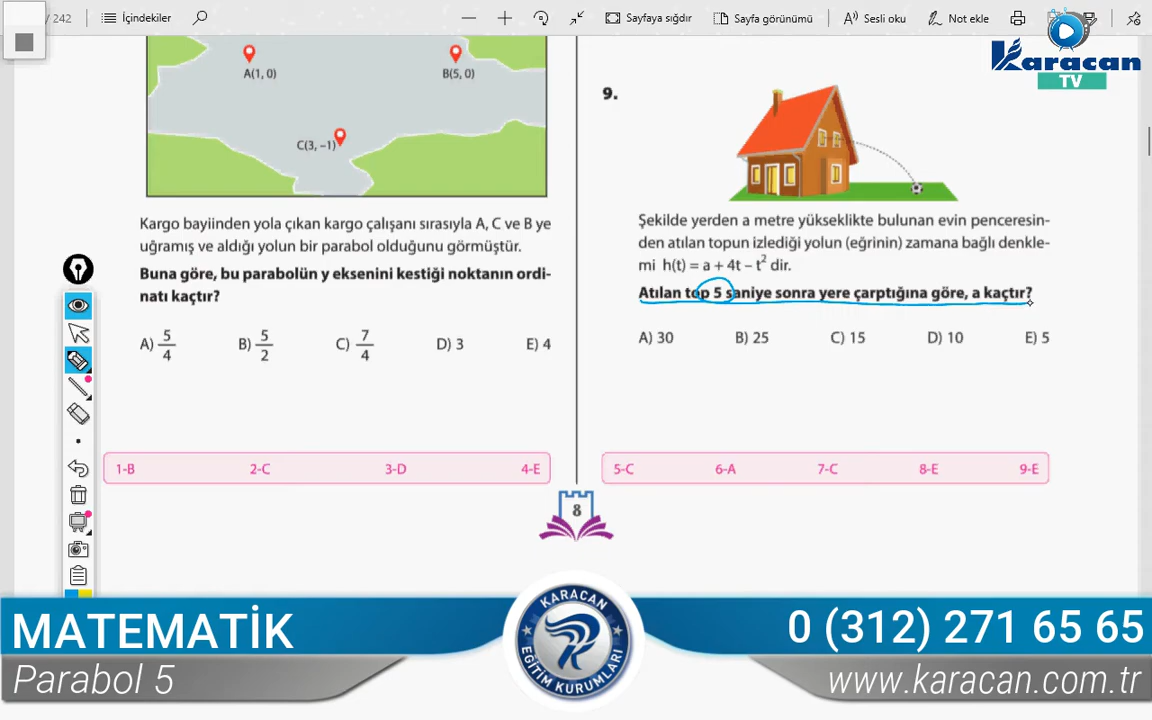 / 242
İçindekiler
Sayfaya sığdır
Sayfa görünümü
Sesli oku
Not ekle
Karacan
TV
A(1, 0)
B(5, 0)
C(3, –1)
Kargo bayiinden yola çıkan kargo çalışanı sırasıyla A, C ve B ye
uğramış ve aldığı yolun bir parabol olduğunu görmüştür.
Buna göre, bu parabolün y eksenini kestiği noktanın ordi-
natı kaçtır?
A) 5/4 B) 5/2 C) 7/4 D) 3 E) 4
1-B 2-C 3-D 4-E
9.
Şekilde yerden a metre yükseklikte bulunan evin penceresin-
den atılan topun izlediği yolun (eğrinin) zamana bağlı denkle-
mi h(t) = a + 4t – t² dir.
Atılan top 5 saniye sonra yere çarptığına göre, a kaçtır?
A) 30 B) 25 C) 15 D) 10 E) 5
5-C 6-A 7-C 8-E 9-E
8
MATEMATİK
Parabol 5
KARACAN
EĞİTİM KURUMLARI
0 (312) 271 65 65
www.karacan.com.tr